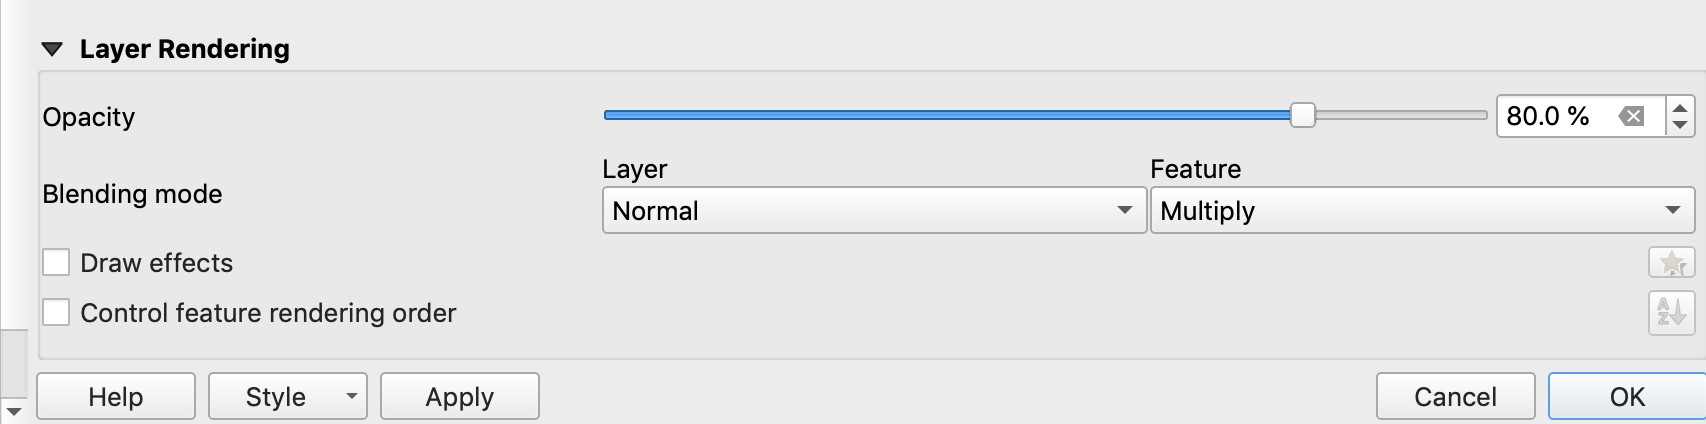 Layer Rendering
Opacity 80.0 %
Layer Feature
Blending mode
Normal Multiply
Draw effects
Control feature rendering order
A
Z
Help Style Apply Cancel OK